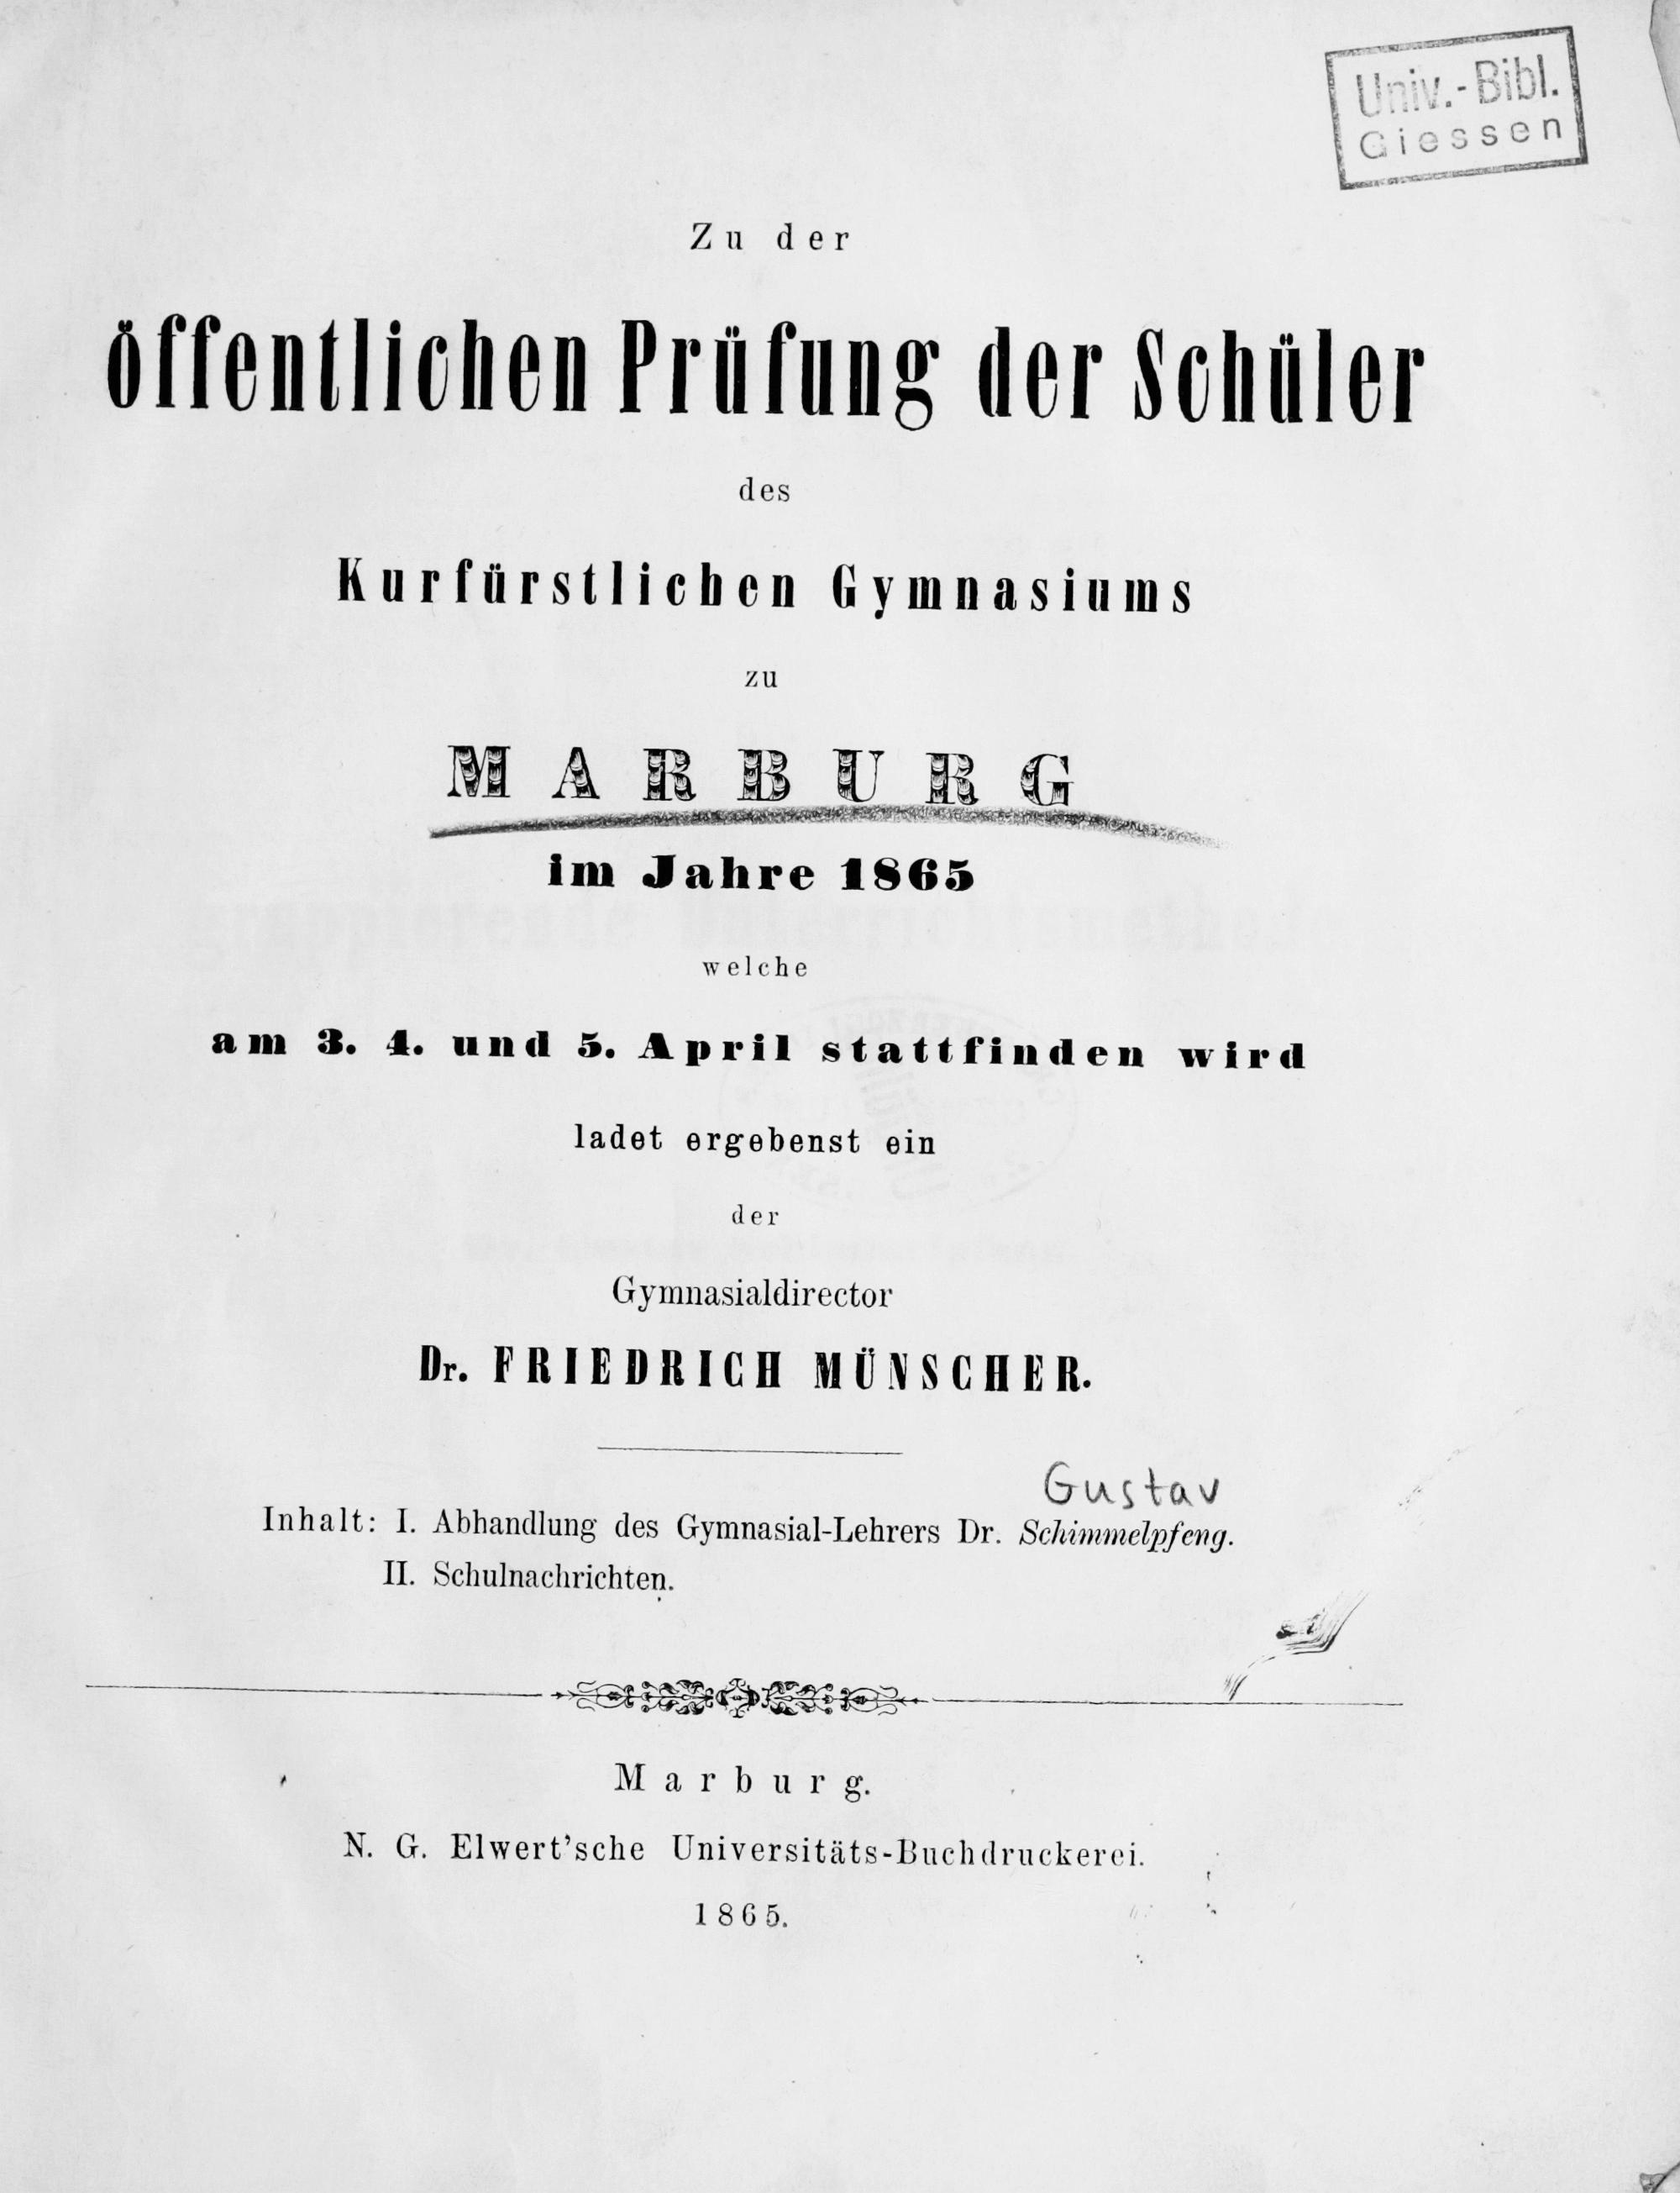 Univ.-Bibl.
Giessen
Zu der
öffentlichen Prüfung der Schüler
des
Kurfürstlichen Gymnasiums
zu
MARBURG
im Jahre 1865
welche
am 3. 4. und 5. April stattfinden wird
ladet ergebenst ein
der
Gymnasialdirector
Dr. FRIEDRICH MÜNSCHER.
Gustav
Inhalt: I. Abhandlung des Gymnasial-Lehrers Dr. Schimmelpfeng.
II. Schulnachrichten.
Marburg.
N. G. Elwert'sche Universitäts-Buchdruckerei.
1865.